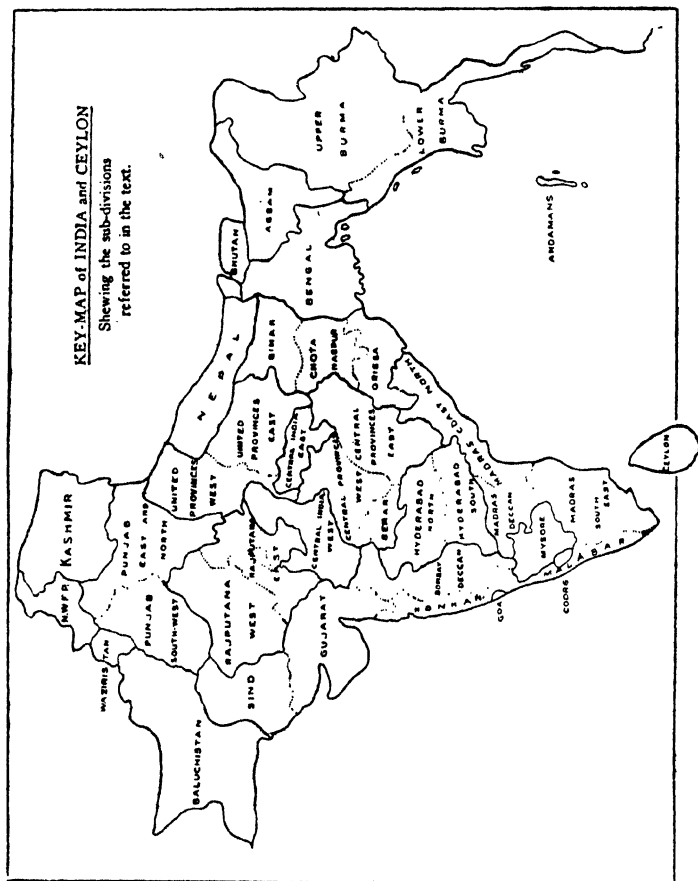 KEY-MAP of INDIA and CEYLON
Shewing the sub-divisions
referred to in the text.
KASHMIR
N.W.F.P.
WAZIRISTAN
PUNJAB
EAST AND
NORTH
PUNJAB
SOUTH-WEST
BALUCHISTAN
SIND
RAJPUTANA
WEST
RAJPUTANA
EAST
UNITED
PROVINCES
WEST
UNITED
PROVINCES
EAST
NEPAL
BHUTAN
ASSAM
UPPER
BURMA
LOWER
BURMA
BENGAL
BIHAR
CHOTA
NAGPUR
ORISSA
CENTRAL INDIA
EAST
CENTRAL INDIA
WEST
GUJARAT
CENTRAL PROVINCES
WEST
CENTRAL PROVINCES
EAST
BERAR
HYDERABAD
NORTH
HYDERABAD
SOUTH
BOMBAY
DECCAN
KONKAN
GOA
MADRAS
DECCAN
MADRAS COAST NORTH
MYSORE
COORG
MALABAR
MADRAS
SOUTH EAST
CEYLON
ANDAMANS